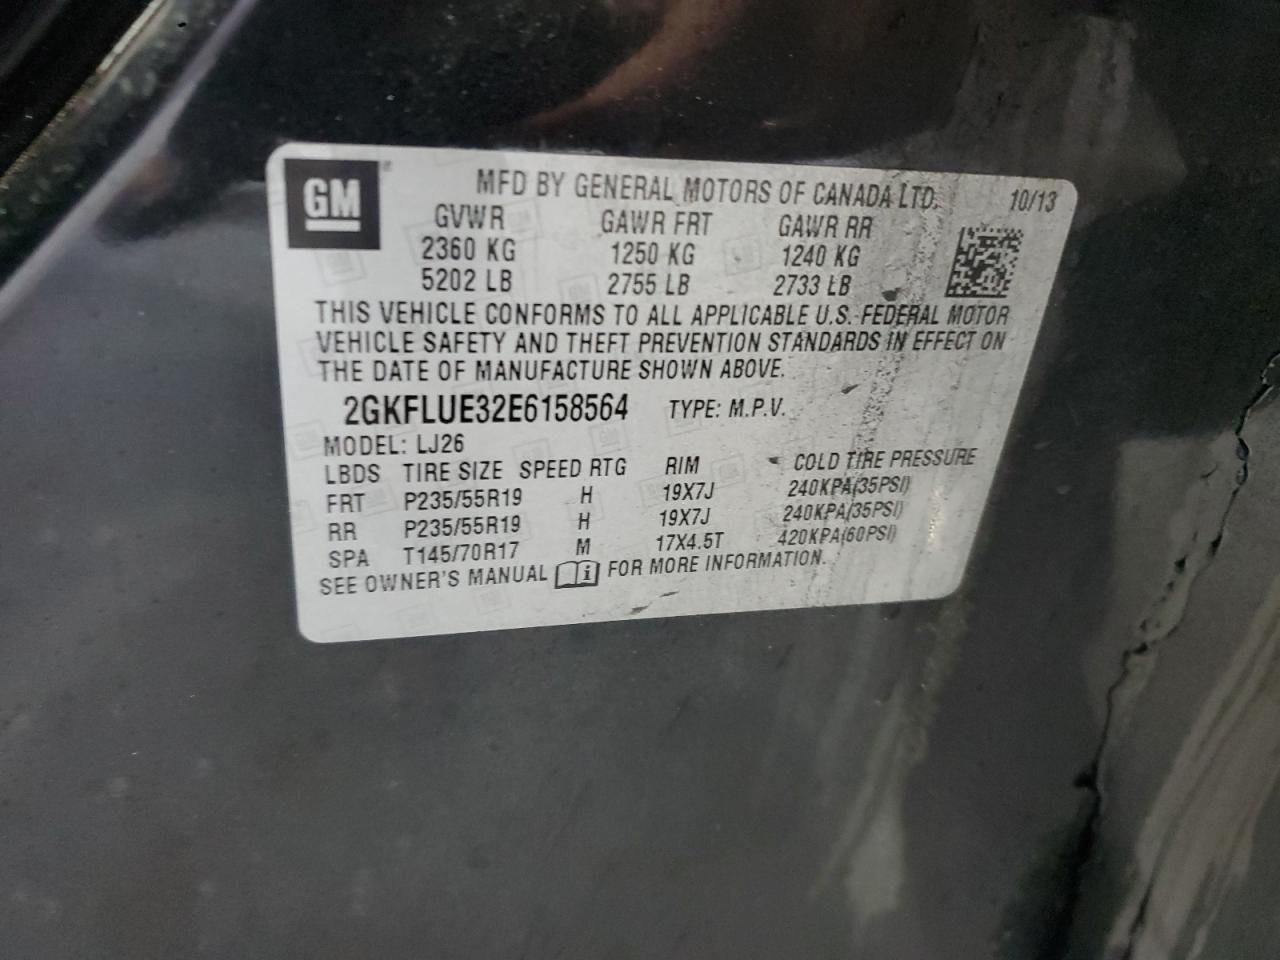 GM
MFD BY GENERAL MOTORS OF CANADA LTD. 10/13
GVWR GAWR FRT GAWR RR
2360 KG 1250 KG 1240 KG
5202 LB 2755 LB 2733 LB
THIS VEHICLE CONFORMS TO ALL APPLICABLE U.S. FEDERAL MOTOR
VEHICLE SAFETY AND THEFT PREVENTION STANDARDS IN EFFECT ON
THE DATE OF MANUFACTURE SHOWN ABOVE.
2GKFLUE32E6158564 TYPE: M.P.V.
MODEL: LJ26
LBDS TIRE SIZE SPEED RTG RIM COLD TIRE PRESSURE
FRT P235/55R19 H 19X7J 240KPA(35PSI)
RR P235/55R19 H 19X7J 240KPA(35PSI)
SPA T145/70R17 M 17X4.5T 420KPA(60PSI)
SEE OWNER'S MANUAL FOR MORE INFORMATION.